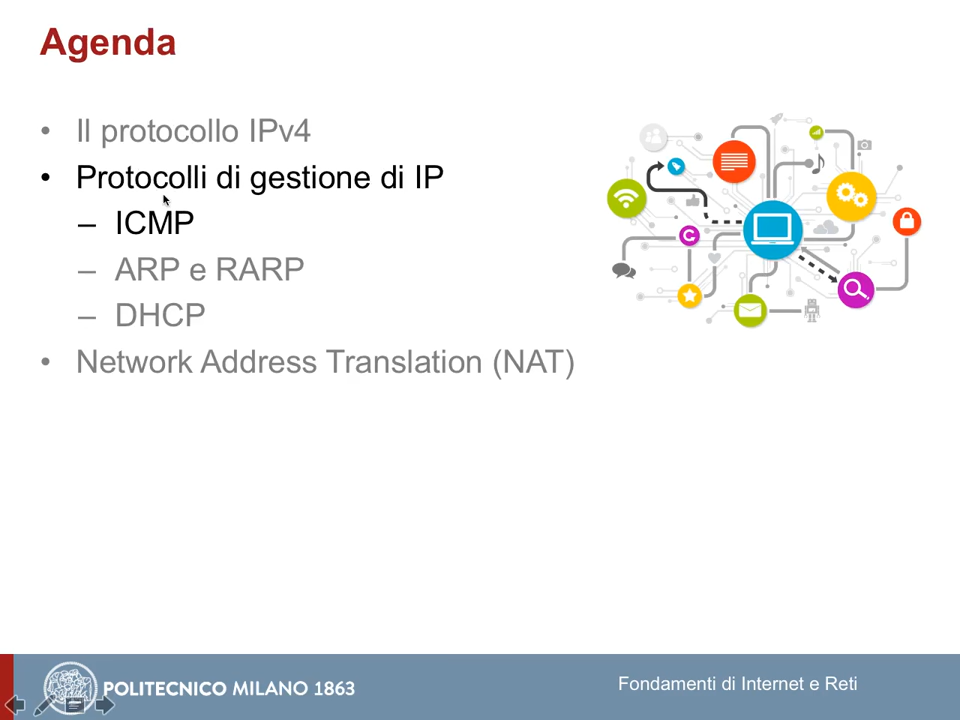 Agenda
• Il protocollo IPv4
• Protocolli di gestione di IP
– ICMP
– ARP e RARP
– DHCP
• Network Address Translation (NAT)
POLITECNICO MILANO 1863
Fondamenti di Internet e Reti